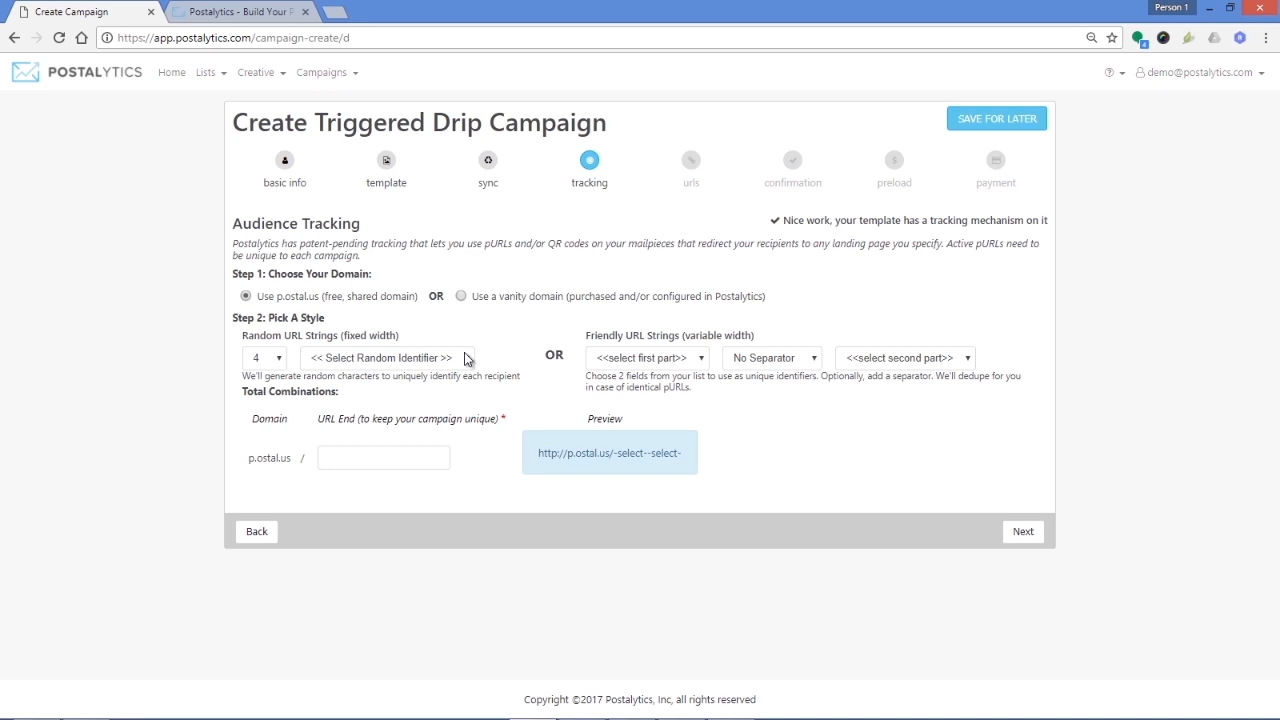 Create Campaign
Postalytics - Build Your P
Person 1
https://app.postalytics.com/campaign-create/d
4
POSTALYTICS Home Lists Creative Campaigns
demo@postalytics.com
Create Triggered Drip Campaign
SAVE FOR LATER
basic info template sync tracking urls confirmation preload payment
Audience Tracking
✔ Nice work, your template has a tracking mechanism on it
Postalytics has patent-pending tracking that lets you use pURLs and/or QR codes on your mailpieces that redirect your recipients to any landing page you specify. Active pURLs need to
be unique to each campaign.
Step 1: Choose Your Domain:
Use p.ostal.us (free, shared domain) OR Use a vanity domain (purchased and/or configured in Postalytics)
Step 2: Pick A Style
Random URL Strings (fixed width)
4 << Select Random Identifier >>
We'll generate random characters to uniquely identify each recipient
OR
Friendly URL Strings (variable width)
<<select first part>> No Separator <<select second part>>
Choose 2 fields from your list to use as unique identifiers. Optionally, add a separator. We'll dedupe for you
in case of identical pURLs.
Total Combinations:
Domain URL End (to keep your campaign unique) * Preview
p.ostal.us / http://p.ostal.us/-select--select-
Back Next
Copyright ©2017 Postalytics, Inc, all rights reserved